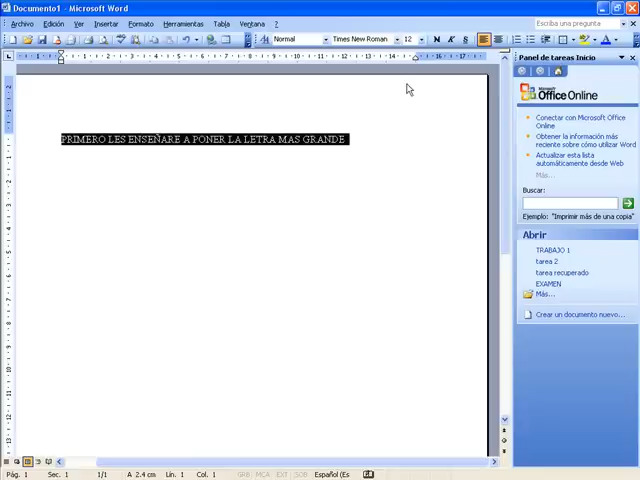 Documento1 - Microsoft Word
Archivo Edición Ver Insertar Formato Herramientas Tabla Ventana ?
Escriba una pregunta
Normal Times New Roman 12 N K S
Panel de tareas Inicio
Office Online
Conectar con Microsoft Office
Online
Obtener la información más
reciente sobre cómo utilizar Word
Actualizar esta lista
automáticamente desde Web
Más...
Buscar:
Ejemplo: "Imprimir más de una copia"
Abrir
TRABAJO 1
tarea 2
tarea recuperado
EXAMEN
Más...
Crear un documento nuevo...
PRIMERO LES ENSEÑARE A PONER LA LETRA MAS GRANDE
Pág. 1 Sec. 1 1/1 A 2.4 cm Lín. 1 Col. 1 GRB MCA EXT SOB Español (Es